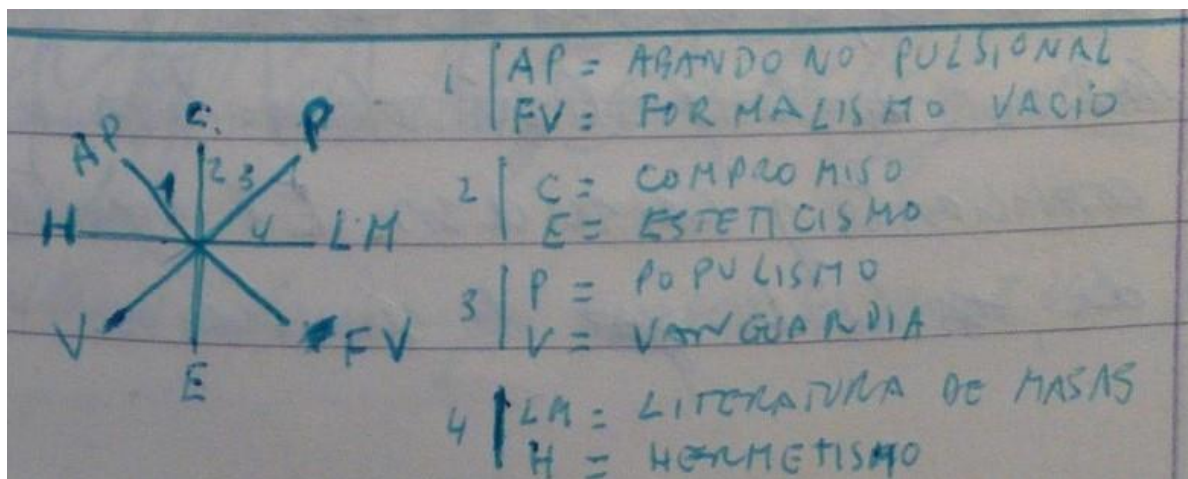 C.
P
AP
1
2
3
H
4
LM
V
FV
E
1 AP = ABANDONO PULSIONAL
FV = FORMALISMO VACIO
2 C = COMPROMISO
E = ESTETICISMO
3 P = POPULISMO
V = VANGUARDIA
4 LM = LITERATURA DE MASAS
H = HERMETISMO